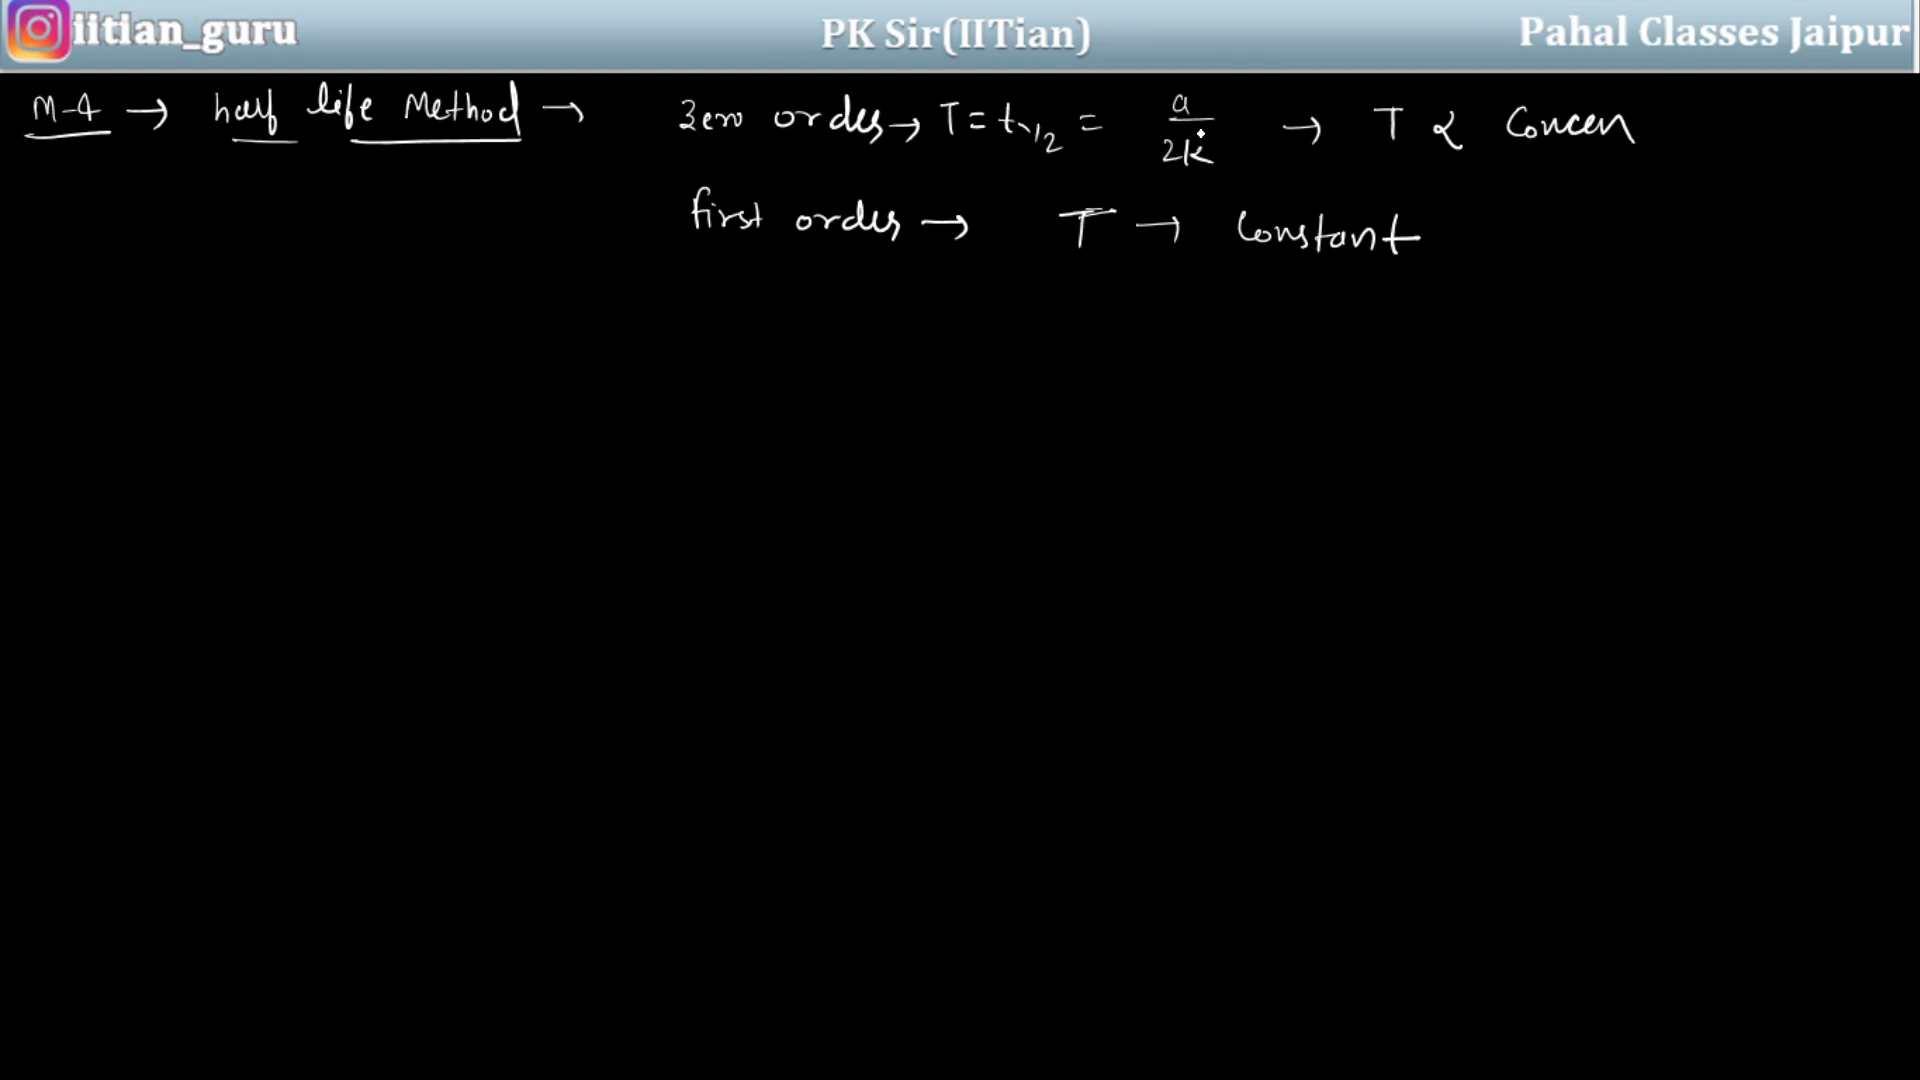 iitian_guru PK Sir(IITian) Pahal Classes Jaipur
M-4 → half life Method → Zero order → T = t1/2 = a/2K → T ∝ Concen
first order → T → Constant